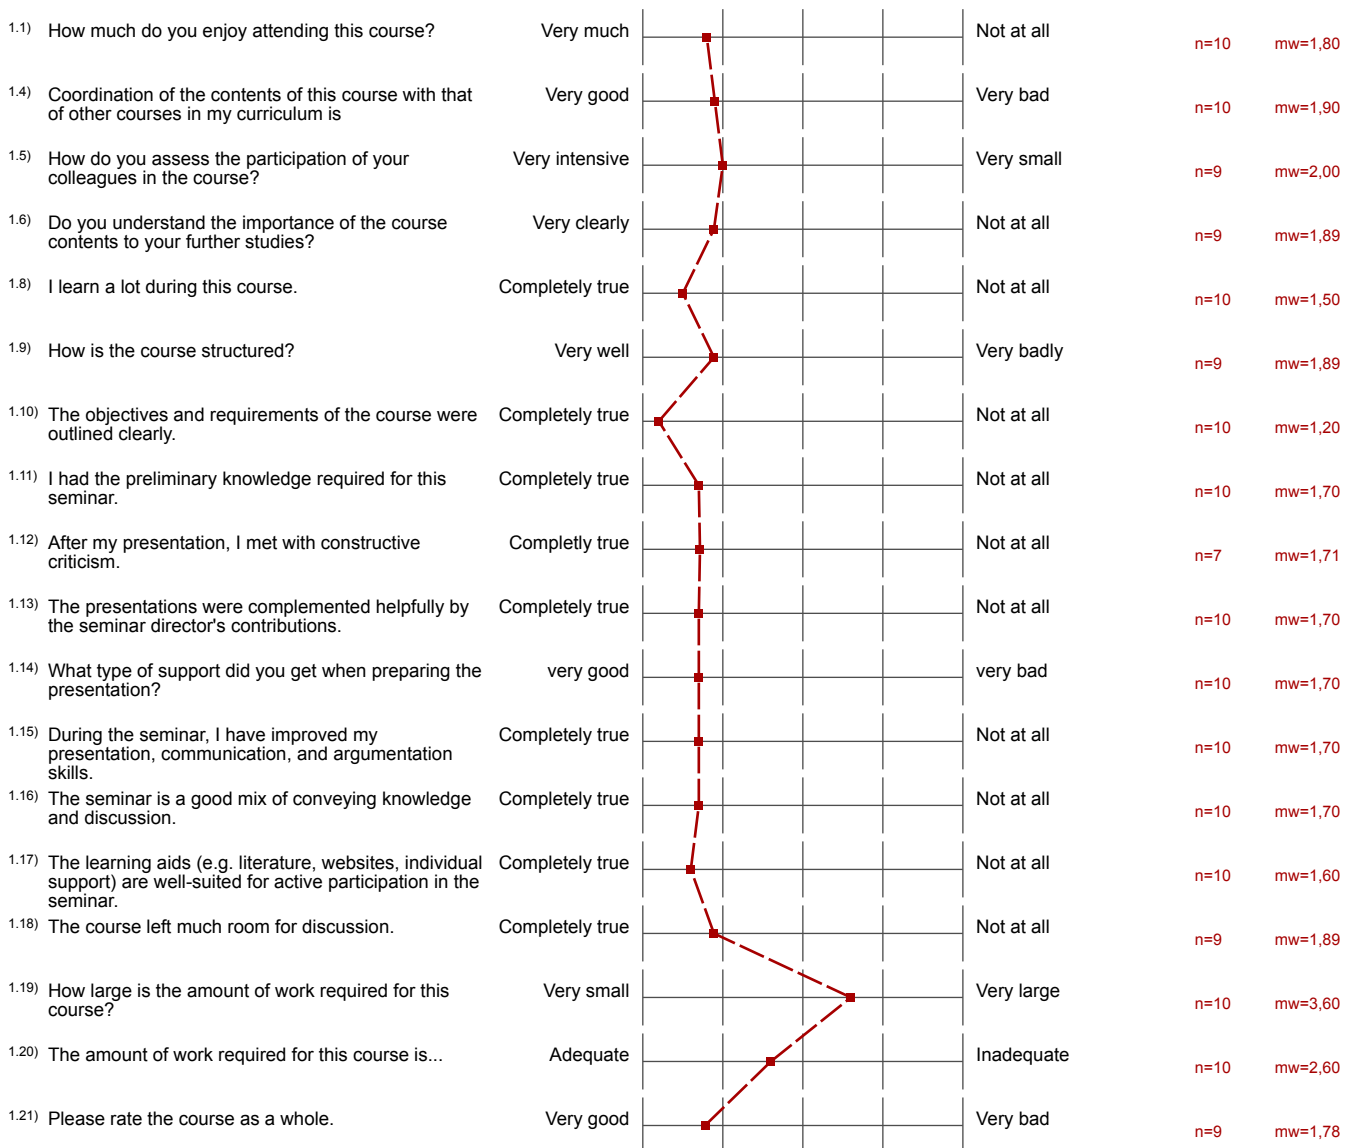 1.1) How much do you enjoy attending this course? Very much Not at all n=10 mw=1,80
1.4) Coordination of the contents of this course with that Very good Very bad n=10 mw=1,90
of other courses in my curriculum is
1.5) How do you assess the participation of your Very intensive Very small n=9 mw=2,00
colleagues in the course?
1.6) Do you understand the importance of the course Very clearly Not at all n=9 mw=1,89
contents to your further studies?
1.8) I learn a lot during this course. Completely true Not at all n=10 mw=1,50
1.9) How is the course structured? Very well Very badly n=9 mw=1,89
1.10) The objectives and requirements of the course were Completely true Not at all n=10 mw=1,20
outlined clearly.
1.11) I had the preliminary knowledge required for this Completely true Not at all n=10 mw=1,70
seminar.
1.12) After my presentation, I met with constructive Completly true Not at all n=7 mw=1,71
criticism.
1.13) The presentations were complemented helpfully by Completely true Not at all n=10 mw=1,70
the seminar director's contributions.
1.14) What type of support did you get when preparing the very good very bad n=10 mw=1,70
presentation?
1.15) During the seminar, I have improved my Completely true Not at all n=10 mw=1,70
presentation, communication, and argumentation
skills.
1.16) The seminar is a good mix of conveying knowledge Completely true Not at all n=10 mw=1,70
and discussion.
1.17) The learning aids (e.g. literature, websites, individual Completely true Not at all n=10 mw=1,60
support) are well-suited for active participation in the
seminar.
1.18) The course left much room for discussion. Completely true Not at all n=9 mw=1,89
1.19) How large is the amount of work required for this Very small Very large n=10 mw=3,60
course?
1.20) The amount of work required for this course is... Adequate Inadequate n=10 mw=2,60
1.21) Please rate the course as a whole. Very good Very bad n=9 mw=1,78